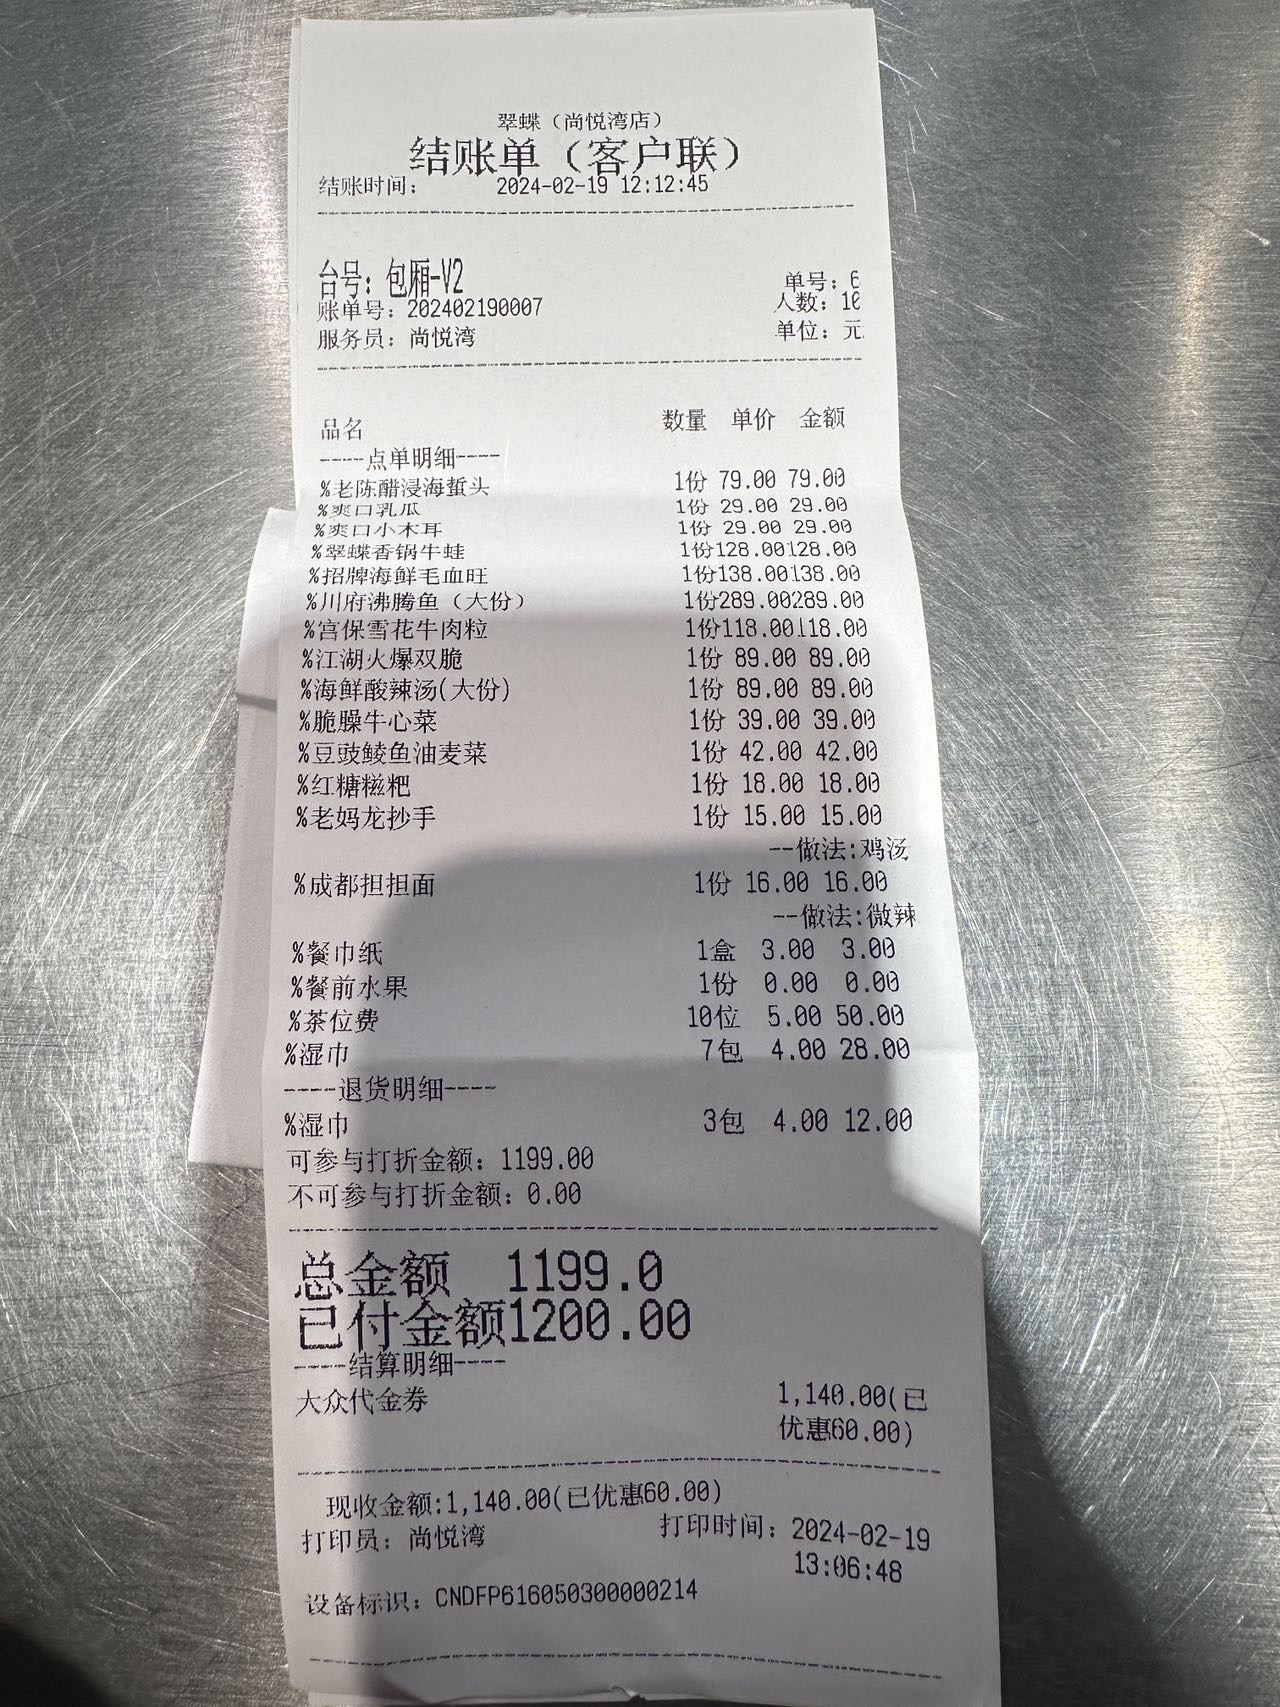 翠蝶（尚悦湾店）
结账单（客户联）
结账时间： 2024-02-19 12:12:45
台号：包厢-V2
单号：6
账单号：202402190007
人数：10
服务员：尚悦湾
单位：元
品名 数量 单价 金额
----点单明细----
%老陈醋浸海蜇头 1份 79.00 79.00
%爽口乳瓜 1份 29.00 29.00
%爽口小木耳 1份 29.00 29.00
%翠蝶香锅牛蛙 1份128.00128.00
%招牌海鲜毛血旺 1份138.00138.00
%川府沸腾鱼（大份） 1份289.00289.00
%宫保雪花牛肉粒 1份118.00118.00
%江湖火爆双脆 1份 89.00 89.00
%海鲜酸辣汤(大份) 1份 89.00 89.00
%脆臊牛心菜 1份 39.00 39.00
%豆豉鲮鱼油麦菜 1份 42.00 42.00
%红糖糍粑 1份 18.00 18.00
%老妈龙抄手 1份 15.00 15.00
--做法:鸡汤
%成都担担面 1份 16.00 16.00
--做法:微辣
%餐巾纸 1盒 3.00 3.00
%餐前水果 1份 0.00 0.00
%茶位费 10位 5.00 50.00
%湿巾 7包 4.00 28.00
----退货明细----
%湿巾 3包 4.00 12.00
可参与打折金额：1199.00
不可参与打折金额：0.00
总金额 1199.0
已付金额1200.00
----结算明细----
大众代金券 1,140.00(已
优惠60.00)
现收金额:1,140.00(已优惠60.00)
打印员：尚悦湾 打印时间：2024-02-19
13:06:48
设备标识：CNDFP616050300000214